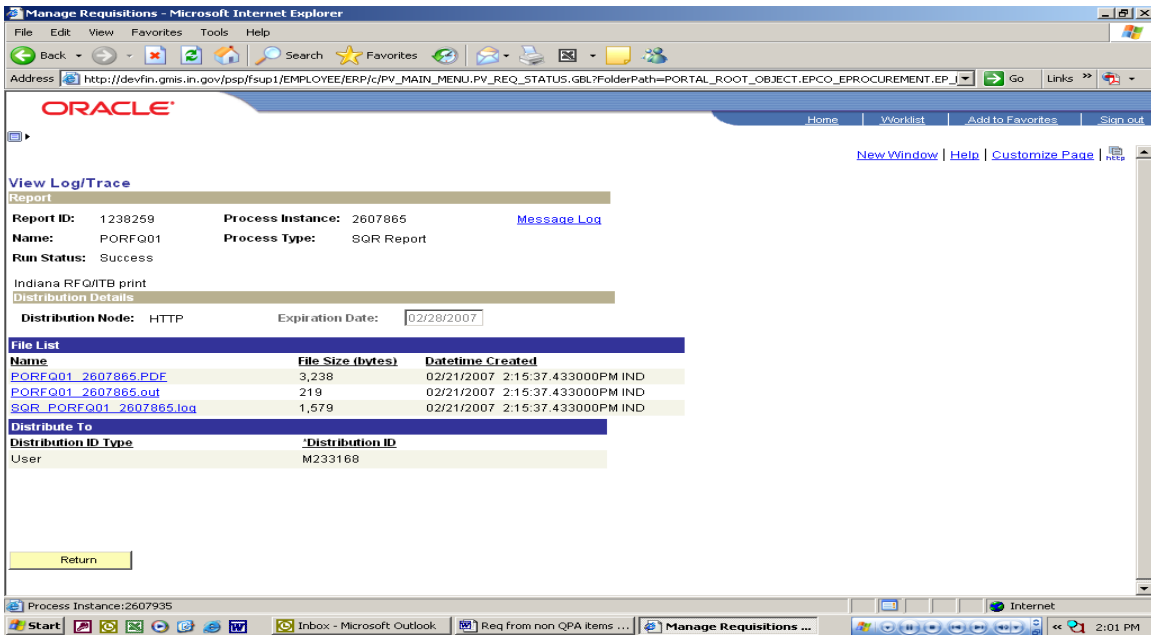 Manage Requisitions - Microsoft Internet Explorer
File Edit View Favorites Tools Help
Back Search Favorites
Address http://devfin.gmis.in.gov/psp/fsup1/EMPLOYEE/ERP/c/PV_MAIN_MENU.PV_REQ_STATUS.GBL?FolderPath=PORTAL_ROOT_OBJECT.EPCO_EPROCUREMENT.EP_ Go Links »
ORACLE
Home Worklist Add to Favorites Sign out
New Window | Help | Customize Page | http
View Log/Trace
Report
Report ID: 1238259 Process Instance: 2607865 Message Log
Name: PORFQ01 Process Type: SQR Report
Run Status: Success
Indiana RFQ/ITB print
Distribution Details
Distribution Node: HTTP Expiration Date: 02/28/2007
File List
Name File Size (bytes) Datetime Created
PORFQ01_2607865.PDF 3,238 02/21/2007 2:15:37.433000PM IND
PORFQ01_2607865.out 219 02/21/2007 2:15:37.433000PM IND
SQR_PORFQ01_2607865.log 1,579 02/21/2007 2:15:37.433000PM IND
Distribute To
Distribution ID Type *Distribution ID
User M233168
Return
Process Instance:2607935 Internet
Start Inbox - Microsoft Outlook Req from non QPA items ... Manage Requisitions ... « 2:01 PM